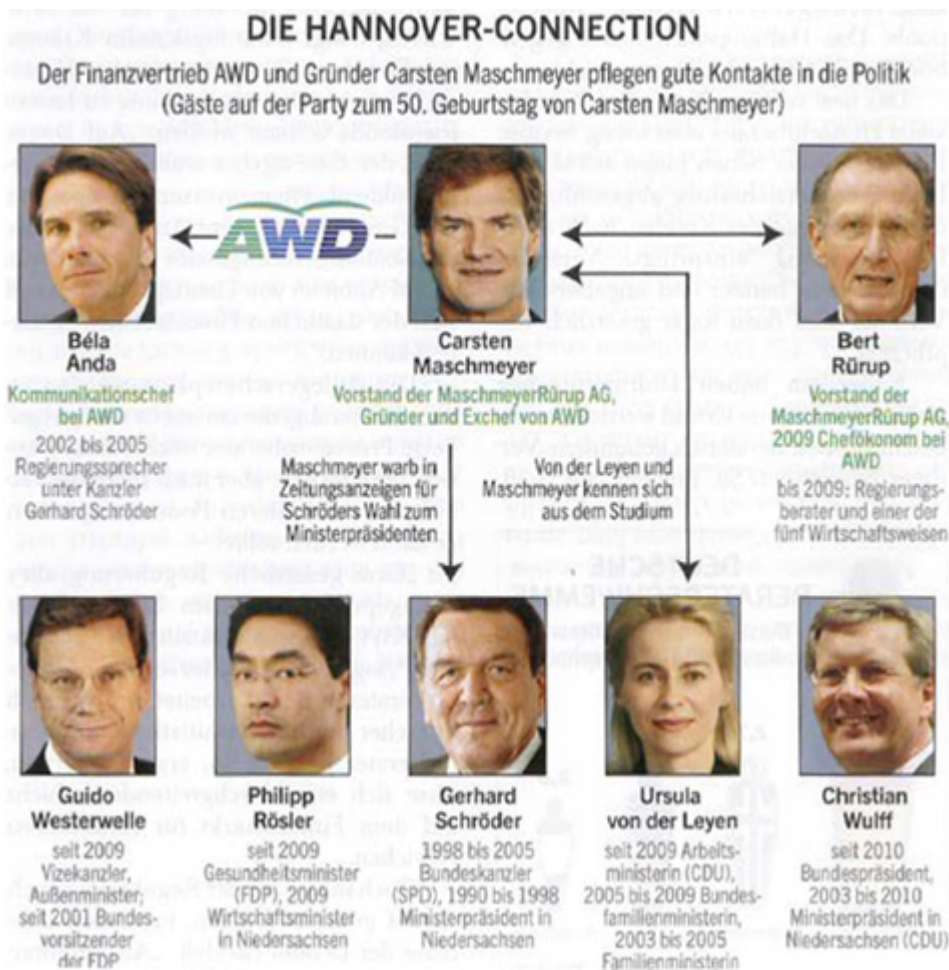 DIE HANNOVER-CONNECTION
Der Finanzvertrieb AWD und Gründer Carsten Maschmeyer pflegen gute Kontakte in die Politik
(Gäste auf der Party zum 50. Geburtstag von Carsten Maschmeyer)
AWD
Béla
Anda
Kommunikationschef
bei AWD
2002 bis 2005
Regierungssprecher
unter Kanzler
Gerhard Schröder
Carsten
Maschmeyer
Vorstand der MaschmeyerRürup AG,
Gründer und Exchef von AWD
Bert
Rürup
Vorstand der
MaschmeyerRürup AG,
2009 Chefökonom bei
AWD
bis 2009: Regierungs-
berater und einer der
fünf Wirtschaftsweisen
Maschmeyer warb in
Zeitungsanzeigen für
Schröders Wahl zum
Ministerpräsidenten
Von der Leyen und
Maschmeyer kennen sich
aus dem Studium
Guido
Westerwelle
seit 2009
Vizekanzler,
Außenminister;
seit 2001 Bundes-
vorsitzender
der FDP
Philipp
Rösler
seit 2009
Gesundheitsminister
(FDP), 2009
Wirtschaftsminister
in Niedersachsen
Gerhard
Schröder
1998 bis 2005
Bundeskanzler
(SPD), 1990 bis 1998
Ministerpräsident in
Niedersachsen
Ursula
von der Leyen
seit 2009 Arbeits-
ministerin (CDU),
2005 bis 2009 Bundes-
familienministerin,
2003 bis 2005
Familienministerin
Christian
Wulff
seit 2010
Bundespräsident,
2003 bis 2010
Ministerpräsident in
Niedersachsen (CDU)